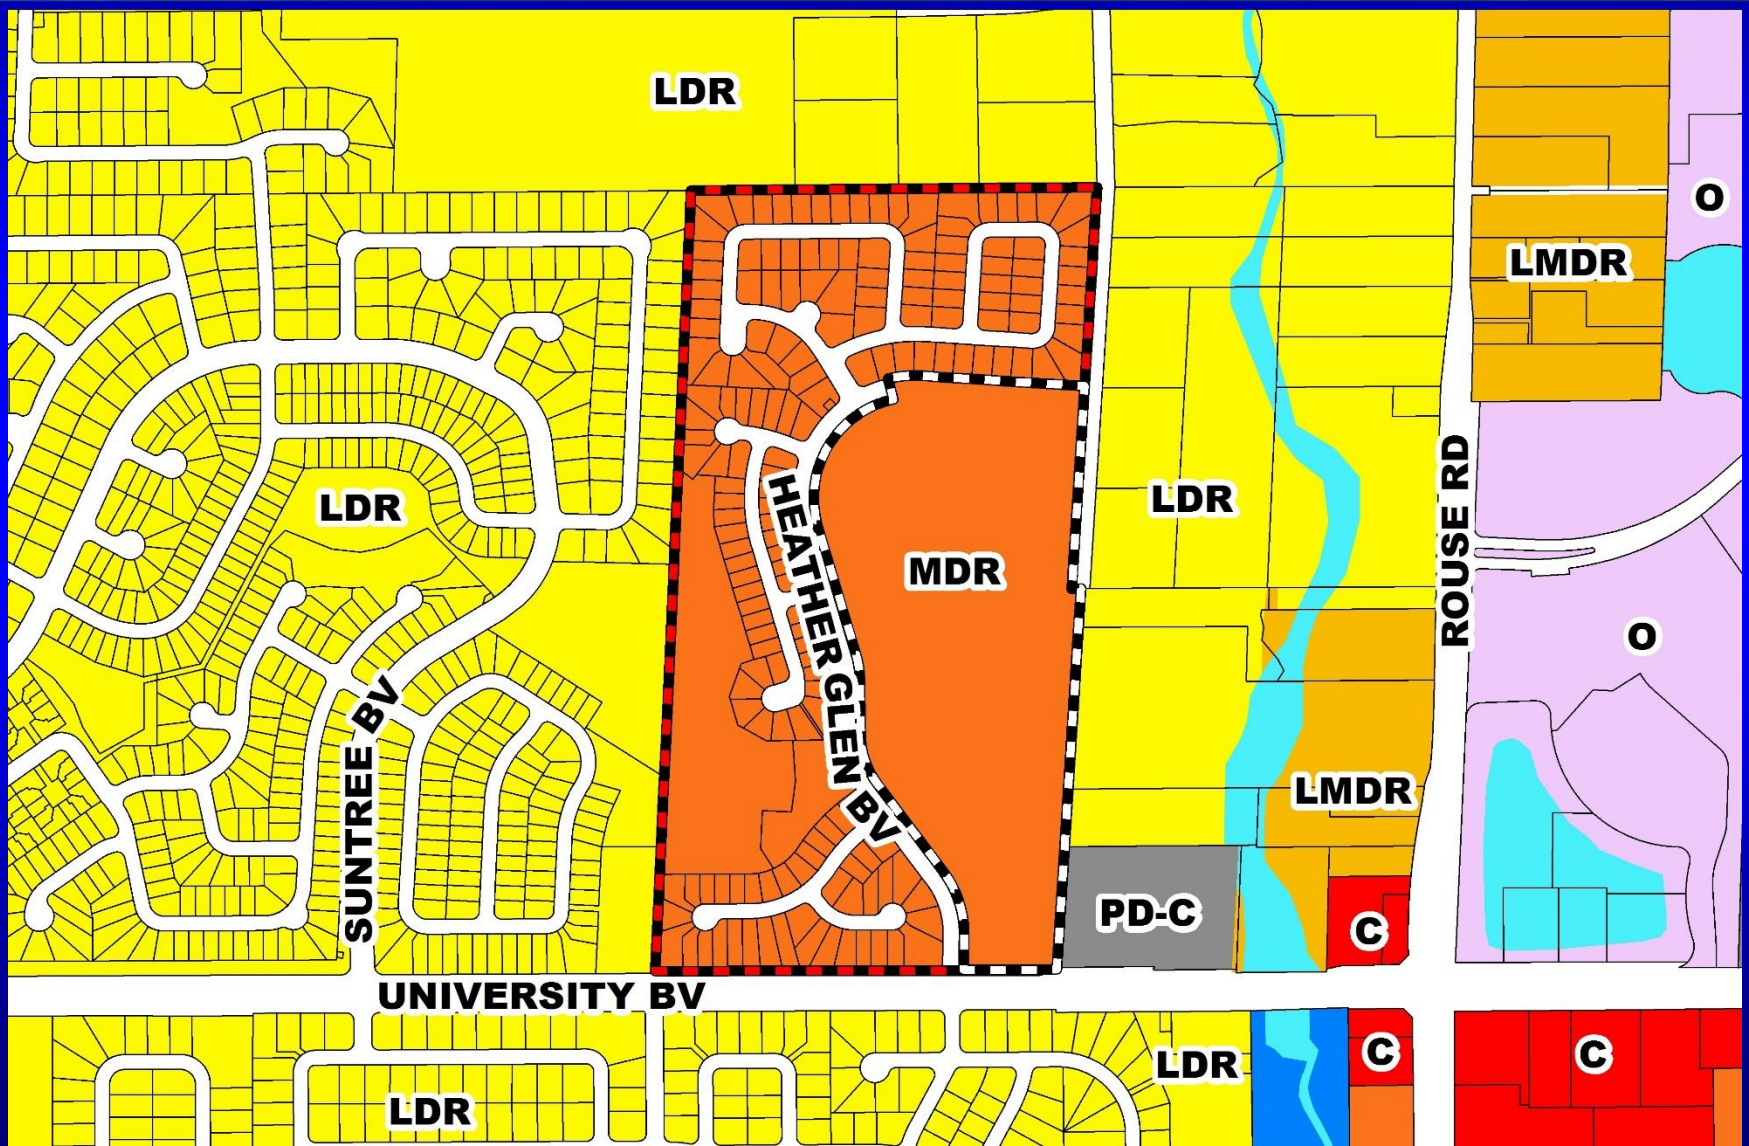 LDR
O
LMDR
LDR
LDR
ROUSE RD
HEATHER GLEN BV
MDR
O
SUNTREE BV
LMDR
PD-C
C
UNIVERSITY BV
LDR
C
C
LDR